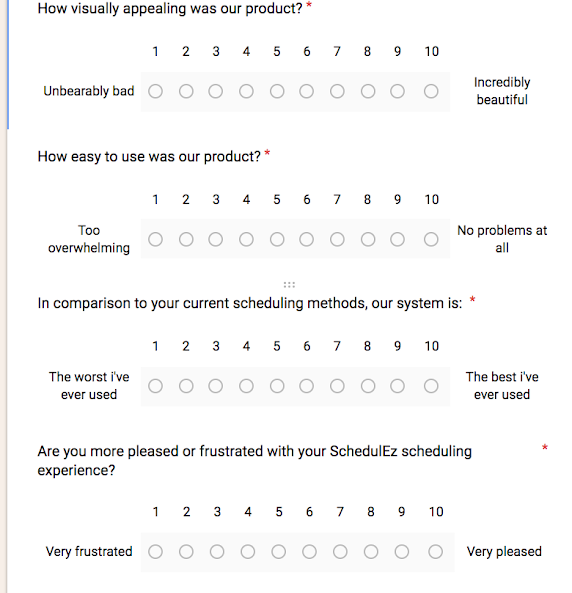 How visually appealing was our product? *
1 2 3 4 5 6 7 8 9 10
Unbearably bad
Incredibly
beautiful
How easy to use was our product? *
1 2 3 4 5 6 7 8 9 10
Too
overwhelming
No problems at
all
In comparison to your current scheduling methods, our system is: *
1 2 3 4 5 6 7 8 9 10
The worst i've
ever used
The best i've
ever used
Are you more pleased or frustrated with your SchedulEz scheduling *
experience?
1 2 3 4 5 6 7 8 9 10
Very frustrated
Very pleased